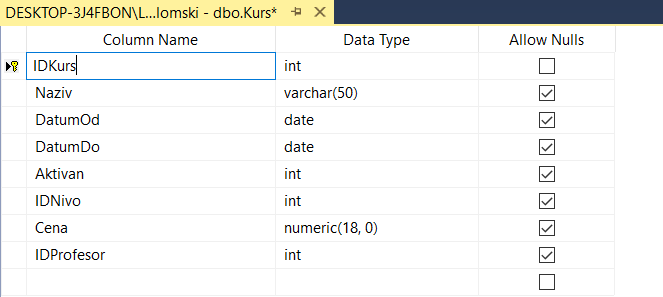 DESKTOP-3J4FBON\L...lomski - dbo.Kurs*
Column Name Data Type Allow Nulls
IDKurs int
Naziv varchar(50)
DatumOd date
DatumDo date
Aktivan int
IDNivo int
Cena numeric(18, 0)
IDProfesor int